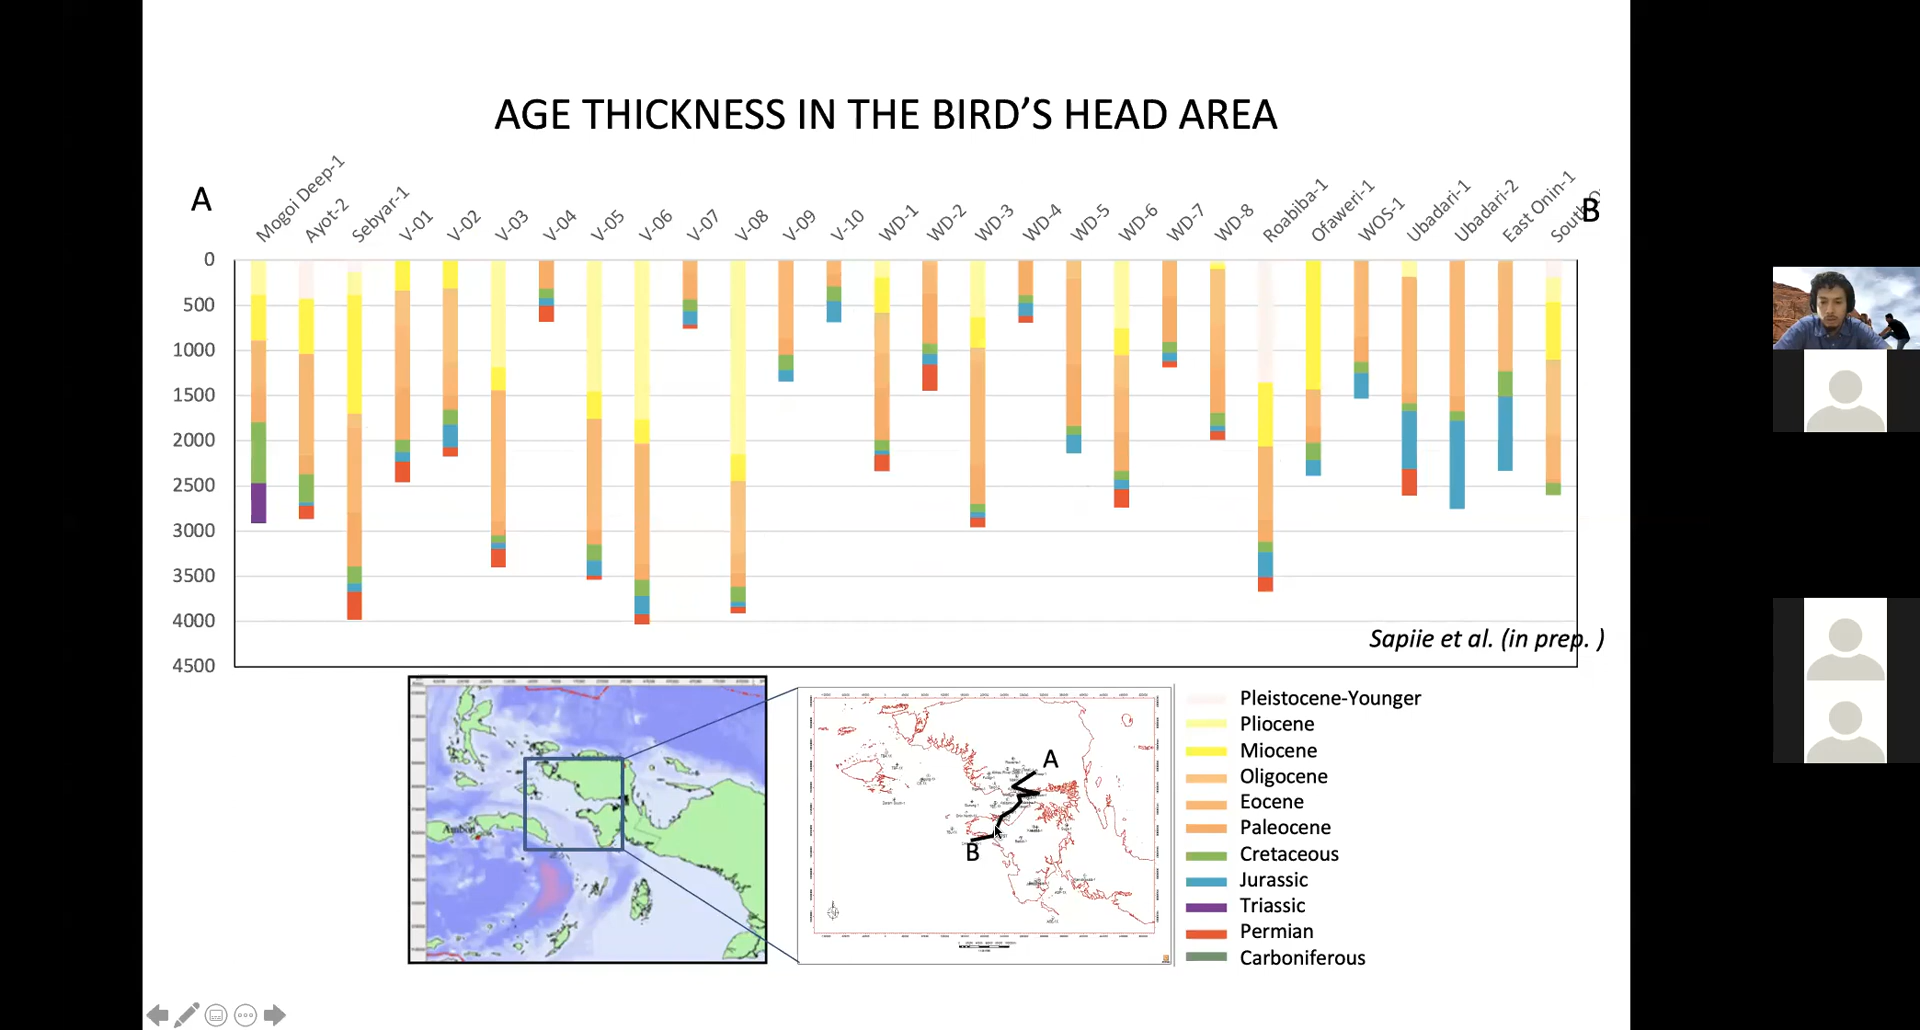 AGE THICKNESS IN THE BIRD’S HEAD AREA
A
B
Mogoi Deep-1
Ayot-2
Sebyar-1
V-01
V-02
V-03
V-04
V-05
V-06
V-07
V-08
V-09
V-10
WD-1
WD-2
WD-3
WD-4
WD-5
WD-6
WD-7
WD-8
Roabiba-1
Ofaweri-1
WOS-1
Ubadari-1
Ubadari-2
East Onin-1
South
0
500
1000
1500
2000
2500
3000
3500
4000
4500
Sapiie et al. (in prep. )
Ambon
A
B
Pleistocene-Younger
Pliocene
Miocene
Oligocene
Eocene
Paleocene
Cretaceous
Jurassic
Triassic
Permian
Carboniferous